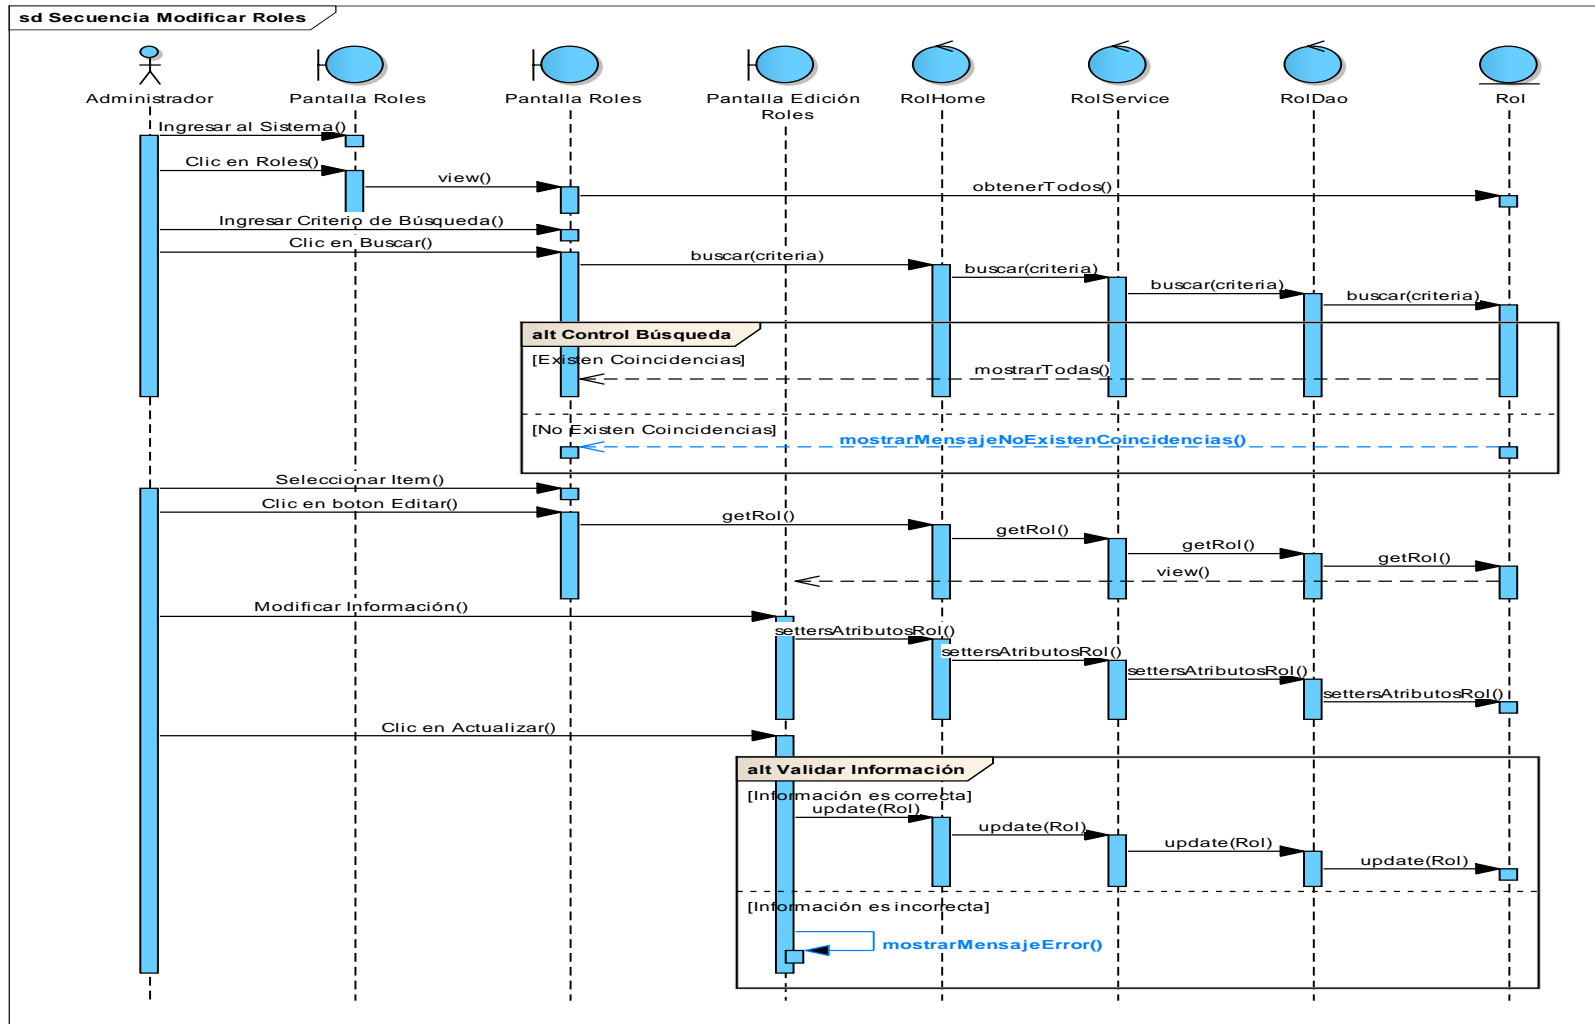 sd Secuencia Modificar Roles
Administrador
Pantalla Roles
Pantalla Roles
Pantalla Edición
Roles
RolHome
RolService
RolDao
Rol
Ingresar al Sistema()
Clic en Roles()
view()
obtenerTodos()
Ingresar Criterio de Búsqueda()
Clic en Buscar()
buscar(criteria)
buscar(criteria)
buscar(criteria)
buscar(criteria)
alt Control Búsqueda
[Existen Coincidencias]
mostrarTodas()
[No Existen Coincidencias]
mostrarMensajeNoExistenCoincidencias()
Seleccionar Item()
Clic en boton Editar()
getRol()
getRol()
getRol()
getRol()
view()
Modificar Información()
settersAtributosRol()
settersAtributosRol()
settersAtributosRol()
settersAtributosRol()
Clic en Actualizar()
alt Validar Información
[Información es correcta]
update(Rol)
update(Rol)
update(Rol)
update(Rol)
[Información es incorrecta]
mostrarMensajeError()